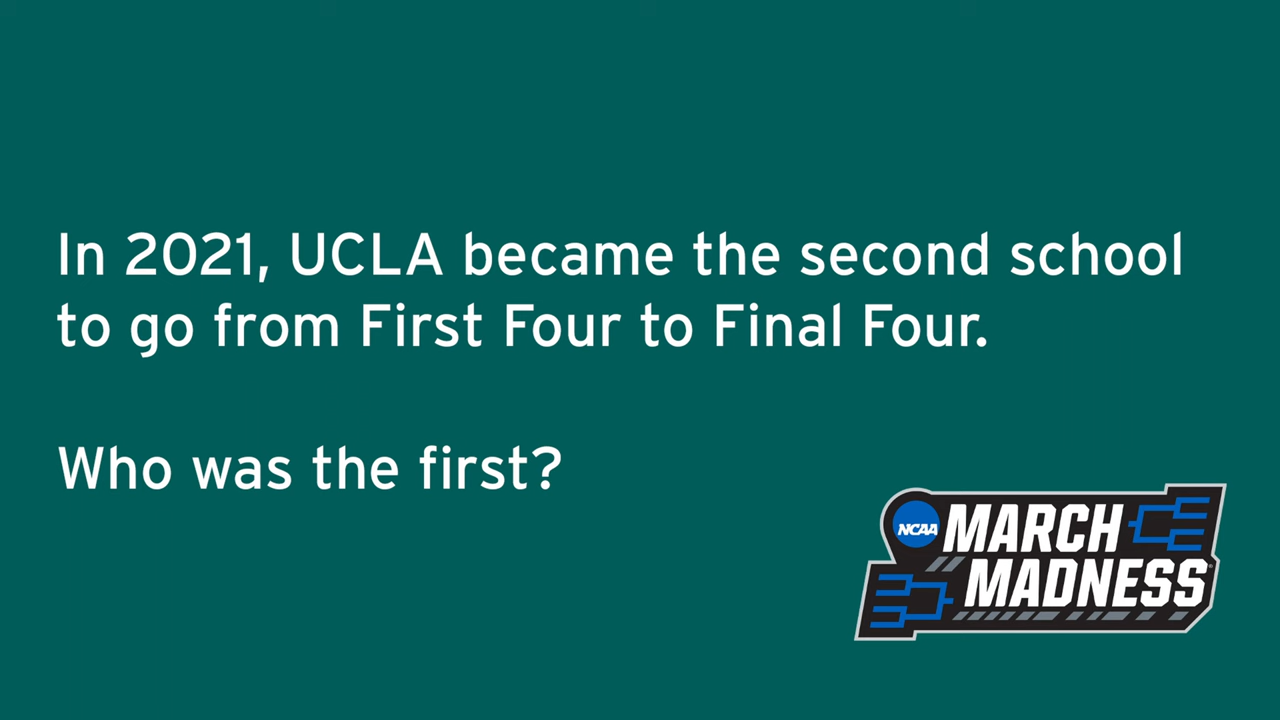 In 2021, UCLA became the second school
to go from First Four to Final Four.
Who was the first?
NCAA
MARCH
MADNESS